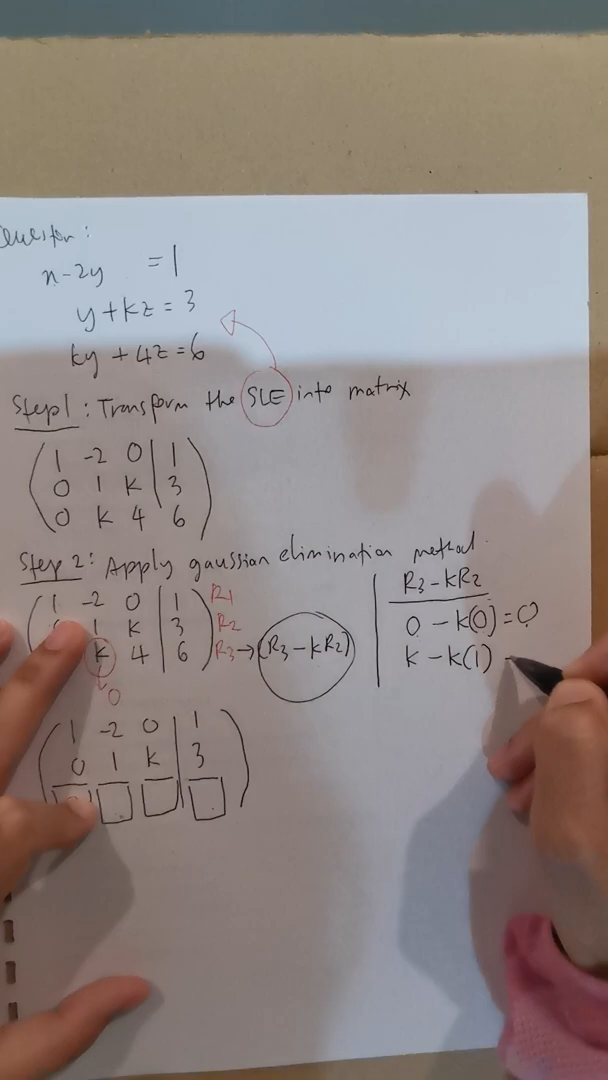 Question:
x-2y =1
y+kz=3
ky+4z=6
Step1: Transform the SLE into matrix
1 -2 0 | 1
0 1 k | 3
0 k 4 | 6
Step 2: Apply gaussian elimination method.
1 -2 0 | 1 R1
1 k | 3 R2
k 4 | 6 R3→(R3-kR2)
0
R3-kR2
0-k(0)=0
k-k(1)
1 -2 0 | 1
0 1 k | 3